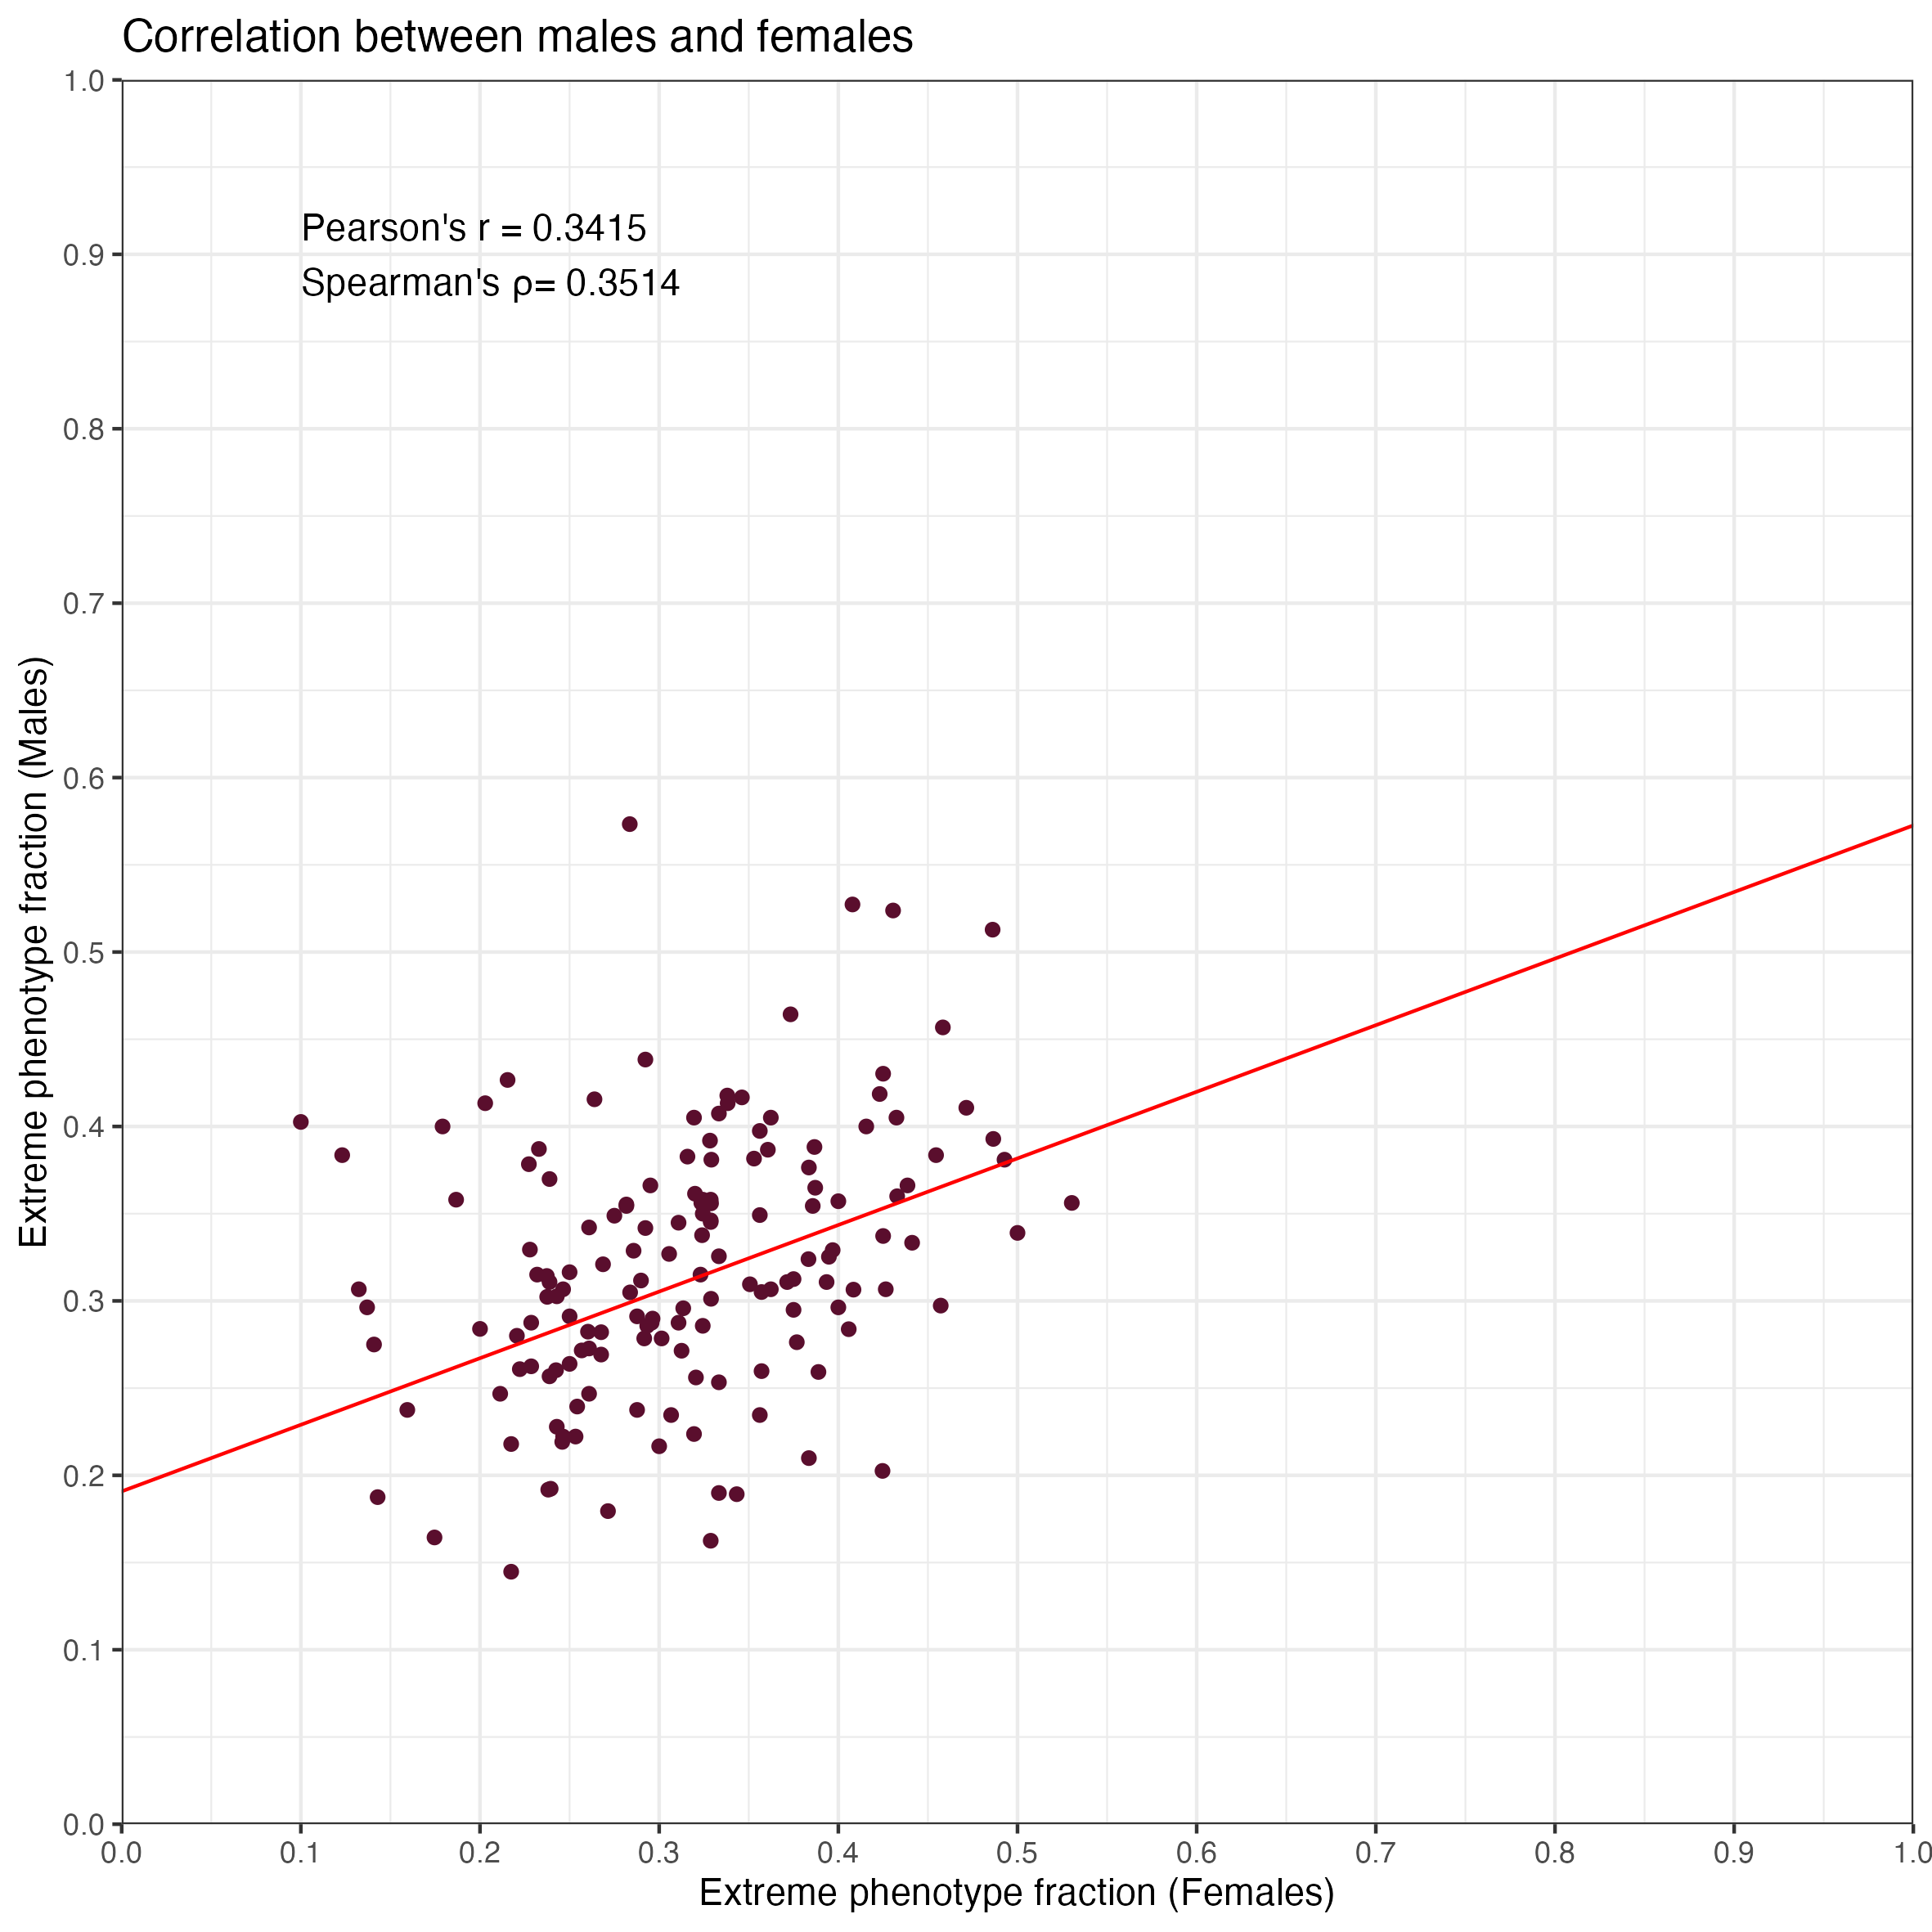 Correlation between males and females
Pearson's r = 0.3415
Spearman's ρ= 0.3514
Extreme phenotype fraction (Males)
1.0
0.9
0.8
0.7
0.6
0.5
0.4
0.3
0.2
0.1
0.0
0.0 0.1 0.2 0.3 0.4 0.5 0.6 0.7 0.8 0.9 1.0
Extreme phenotype fraction (Females)